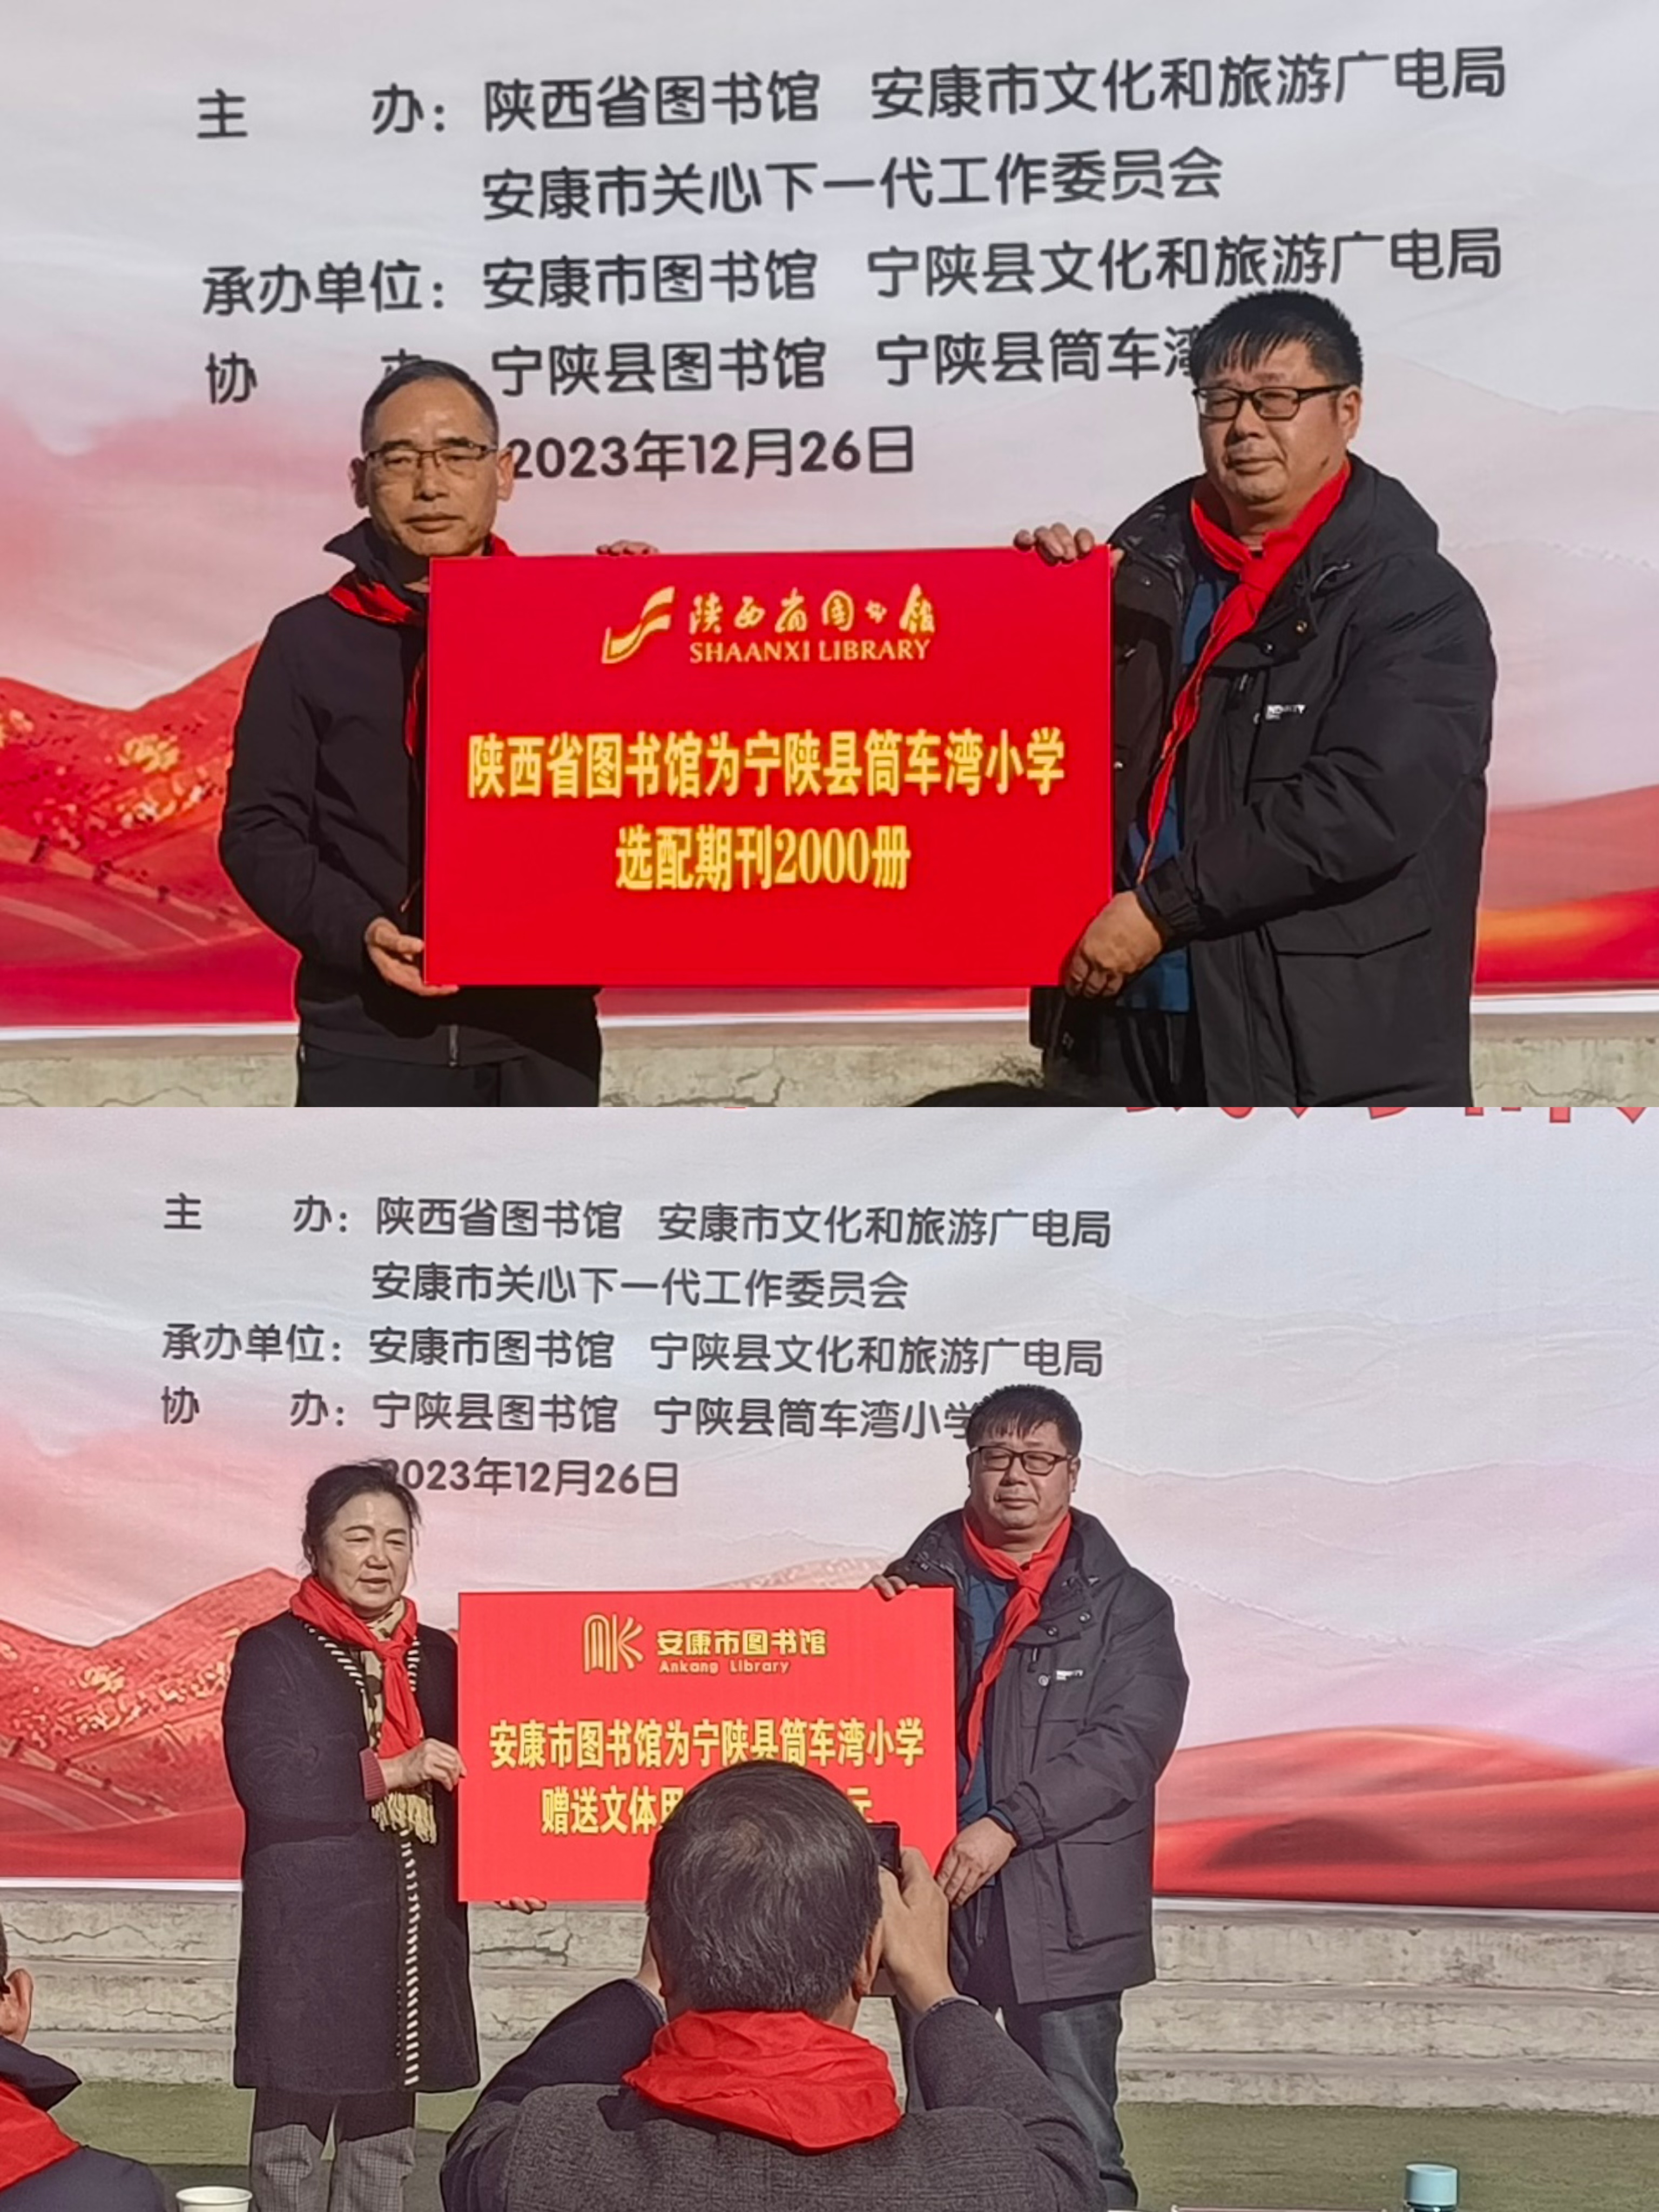 主 办：陕西省图书馆 安康市文化和旅游广电局
安康市关心下一代工作委员会
承办单位：安康市图书馆 宁陕县文化和旅游广电局
协 办 宁陕县图书馆 宁陕县筒车湾
2023年12月26日
陕西省图书馆
SHAANXI LIBRARY
陕西省图书馆为宁陕县筒车湾小学
选配期刊2000册
主 办：陕西省图书馆 安康市文化和旅游广电局
安康市关心下一代工作委员会
承办单位：安康市图书馆 宁陕县文化和旅游广电局
协 办：宁陕县图书馆 宁陕县筒车湾小学
2023年12月26日
安康市图书馆
Ankang Library
安康市图书馆为宁陕县筒车湾小学
赠送文体用 元